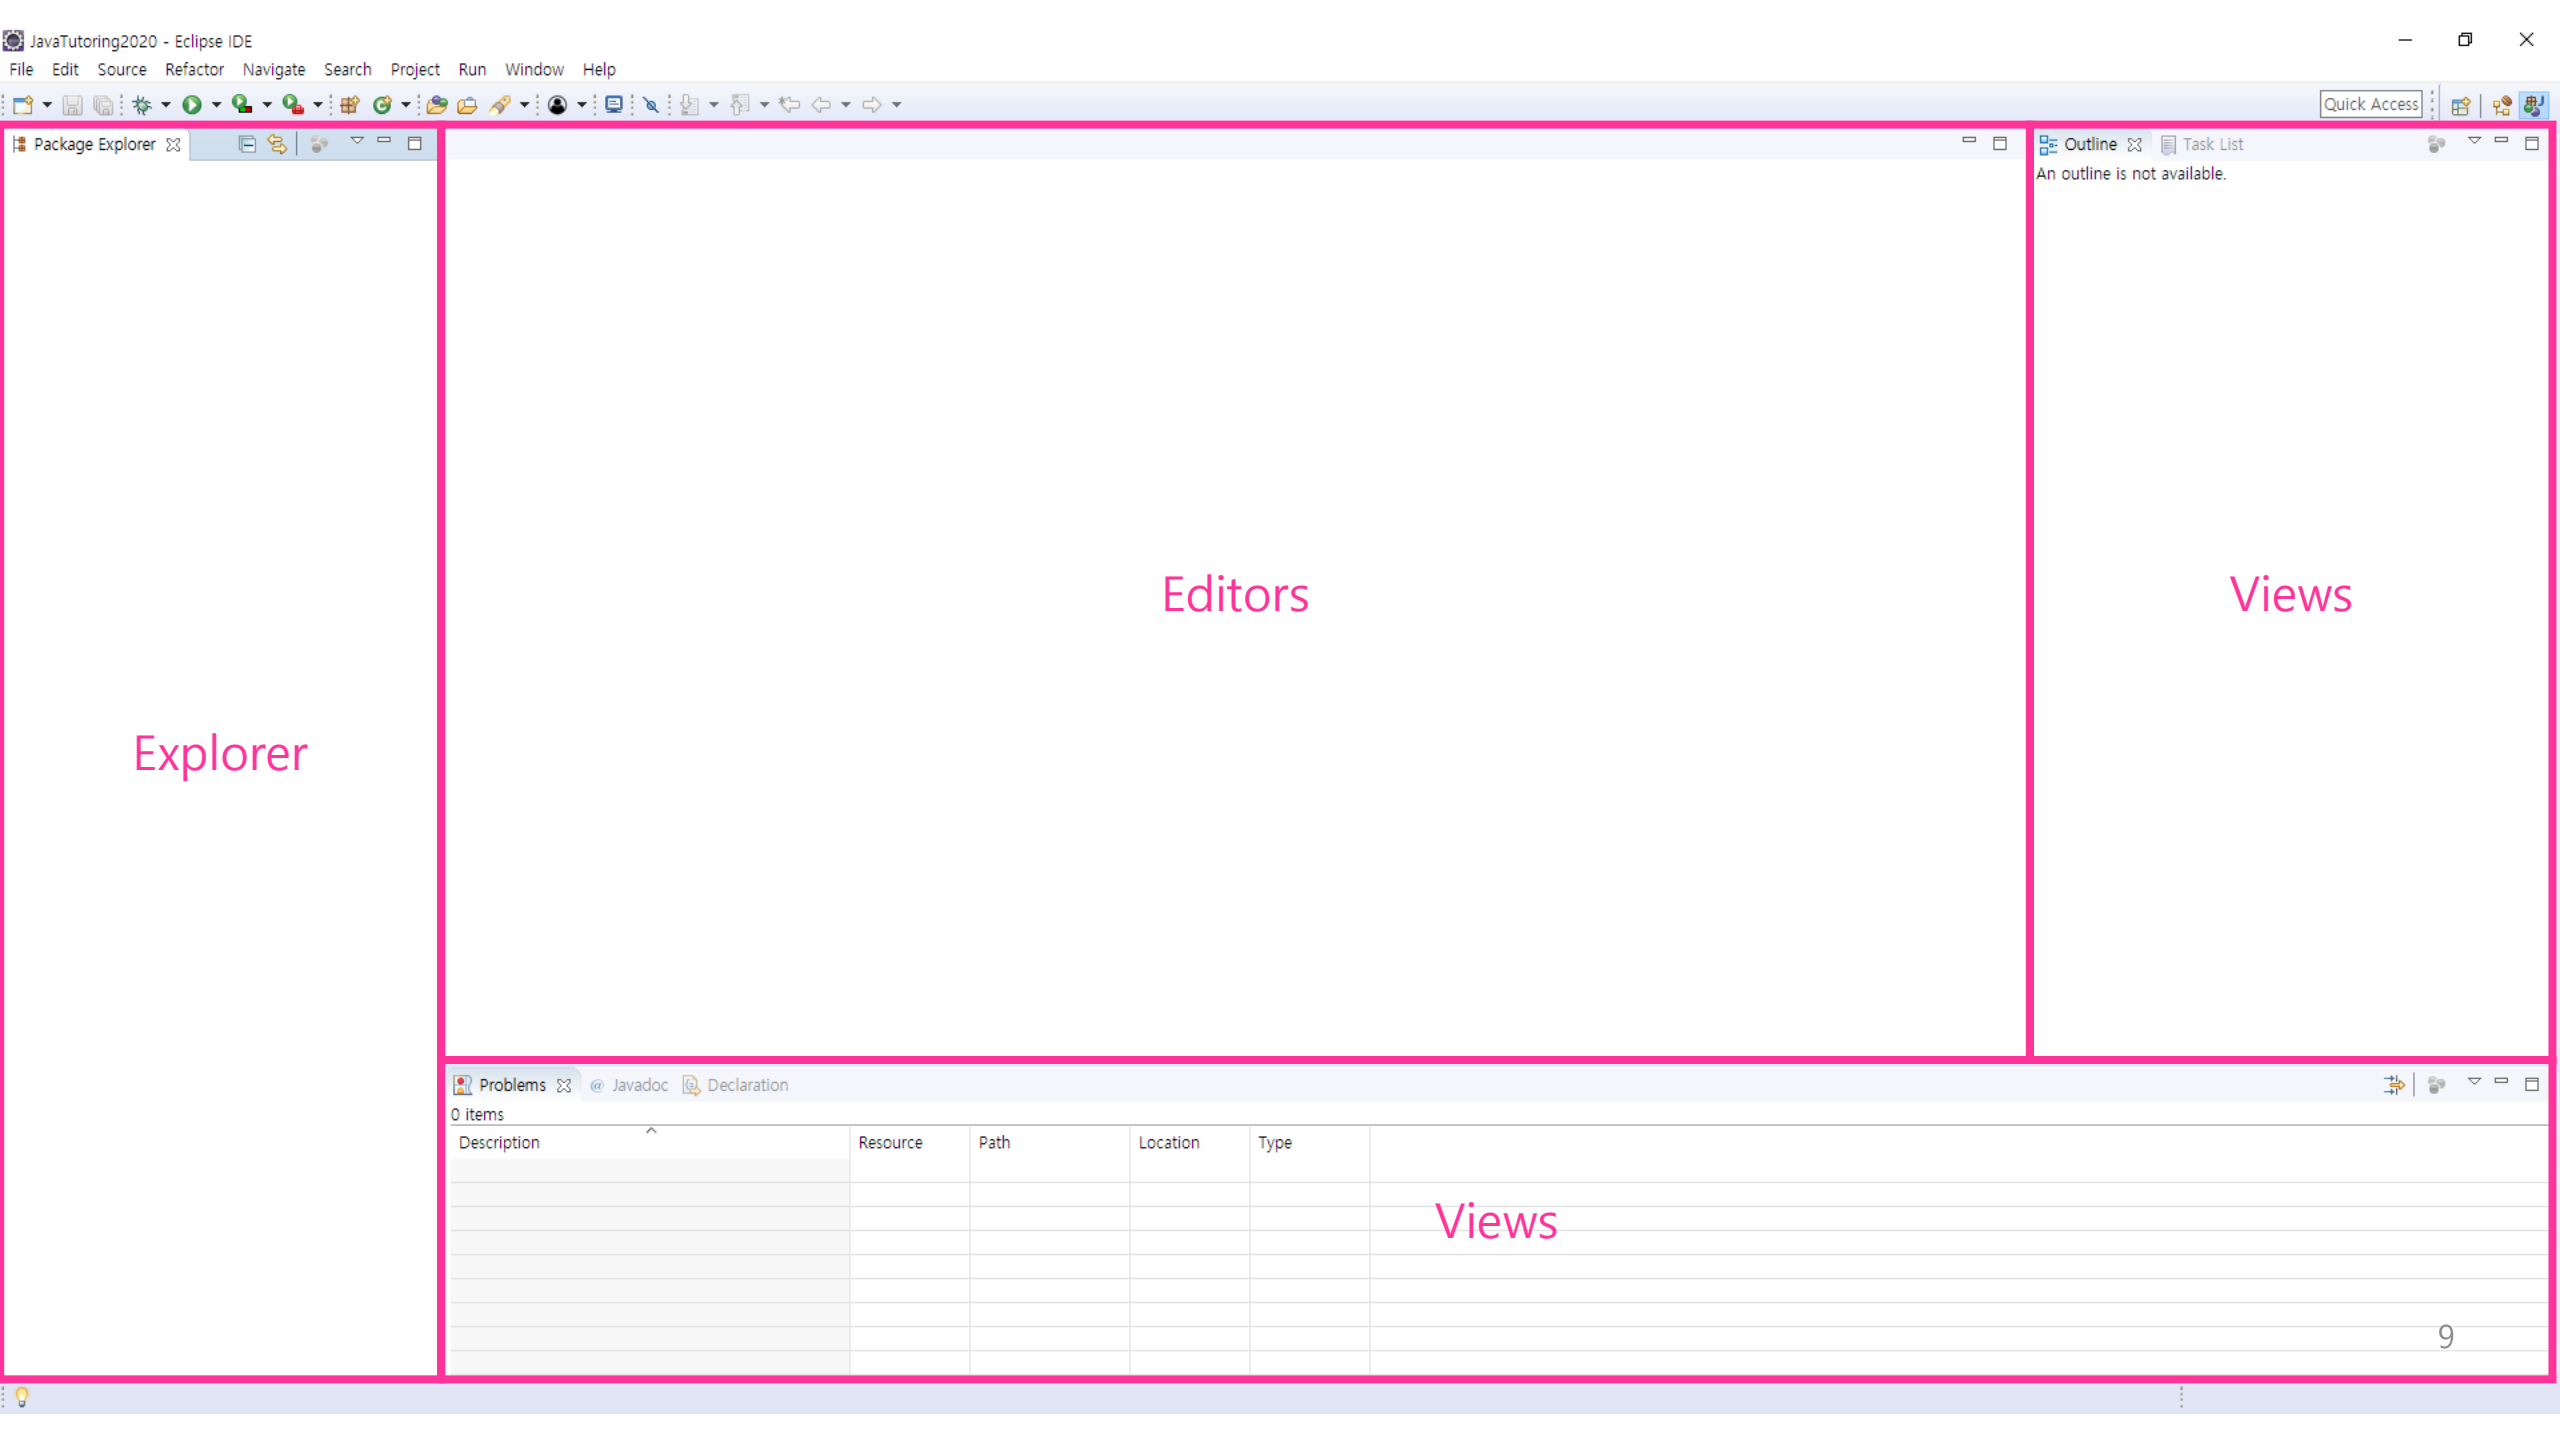 JavaTutoring2020 - Eclipse IDE
File Edit Source Refactor Navigate Search Project Run Window Help
Quick Access
Package Explorer
Outline Task List
An outline is not available.
Editors
Views
Explorer
Problems @ Javadoc Declaration
0 items
Description Resource Path Location Type
Views
9